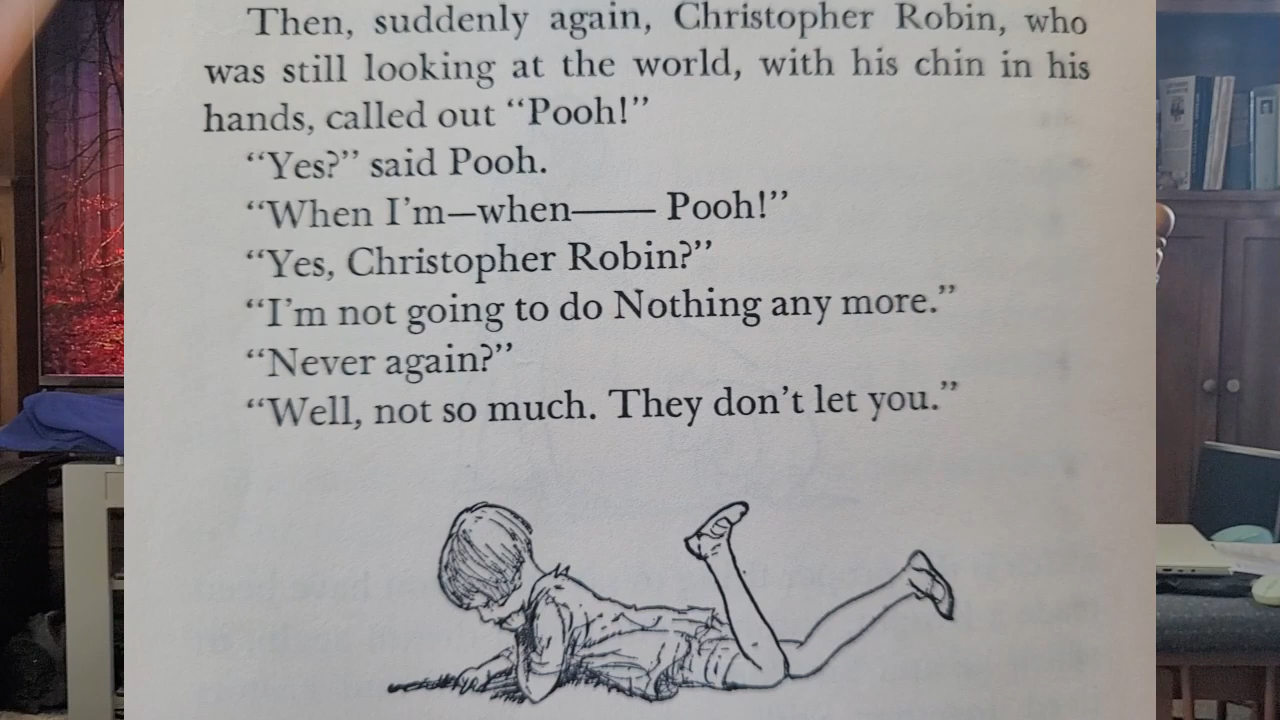 Then, suddenly again, Christopher Robin, who
was still looking at the world, with his chin in his
hands, called out “Pooh!”
“Yes?” said Pooh.
“When I’m—when—— Pooh!”
“Yes, Christopher Robin?”
“I’m not going to do Nothing any more.”
“Never again?”
“Well, not so much. They don’t let you.”